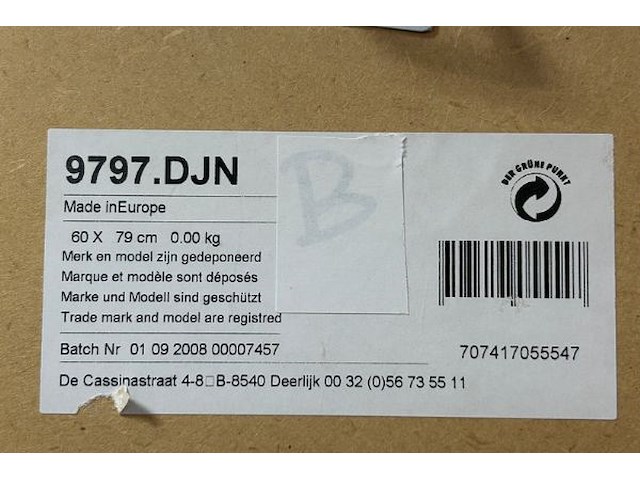 9797.DJN
B
DER GRÜNE PUNKT
Made inEurope
60 X 79 cm 0.00 kg
Merk en model zijn gedeponeerd
Marque et modèle sont déposés
Marke und Modell sind geschützt
Trade mark and model are registred
Batch Nr 01 09 2008 00007457
707417055547
De Cassinastraat 4-8□B-8540 Deerlijk 00 32 (0)56 73 55 11